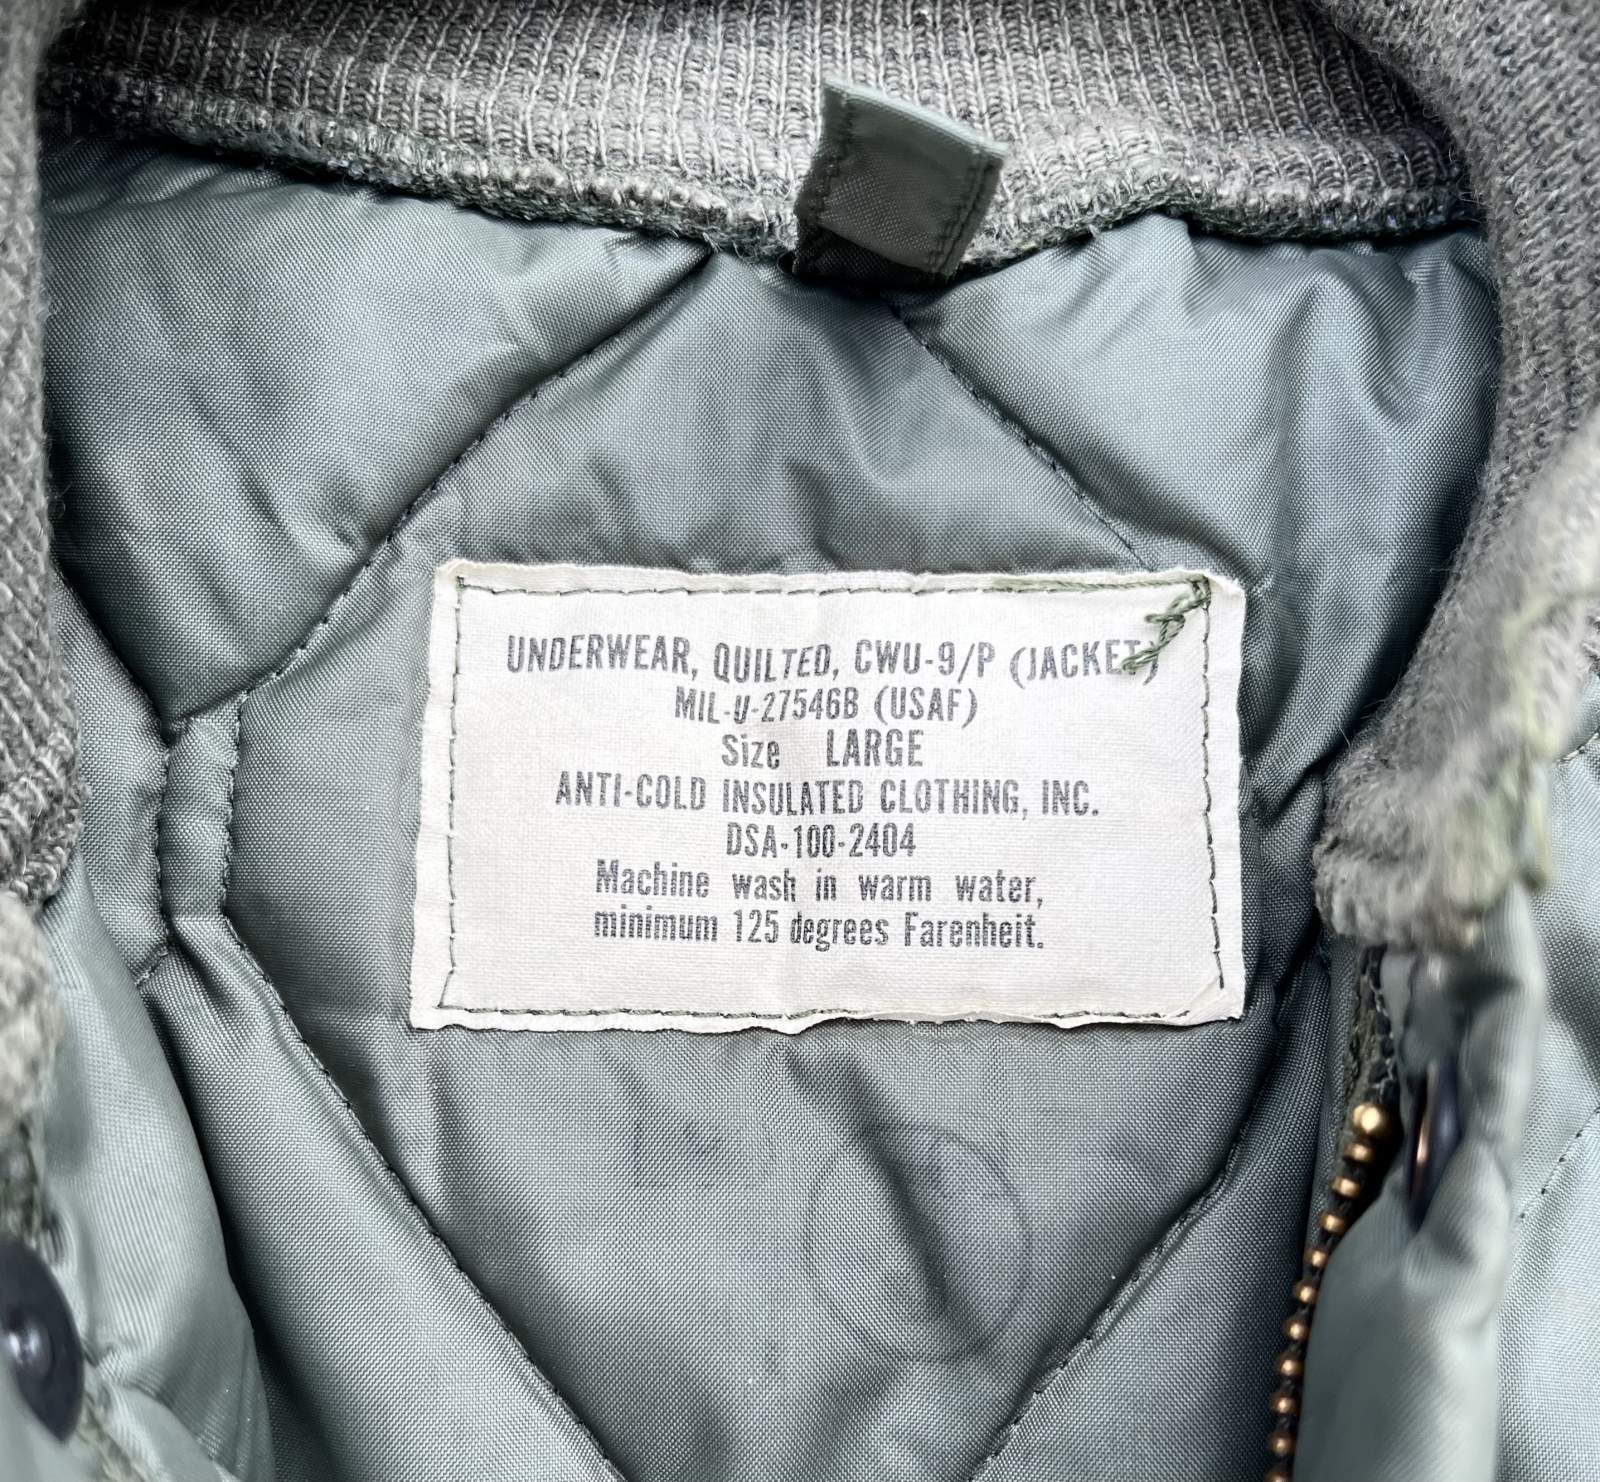 UNDERWEAR, QUILTED, CWU-9/P (JACKET)
MIL-U-27546B (USAF)
Size LARGE
ANTI-COLD INSULATED CLOTHING, INC.
DSA-100-2404
Machine wash in warm water,
minimum 125 degrees Farenheit.